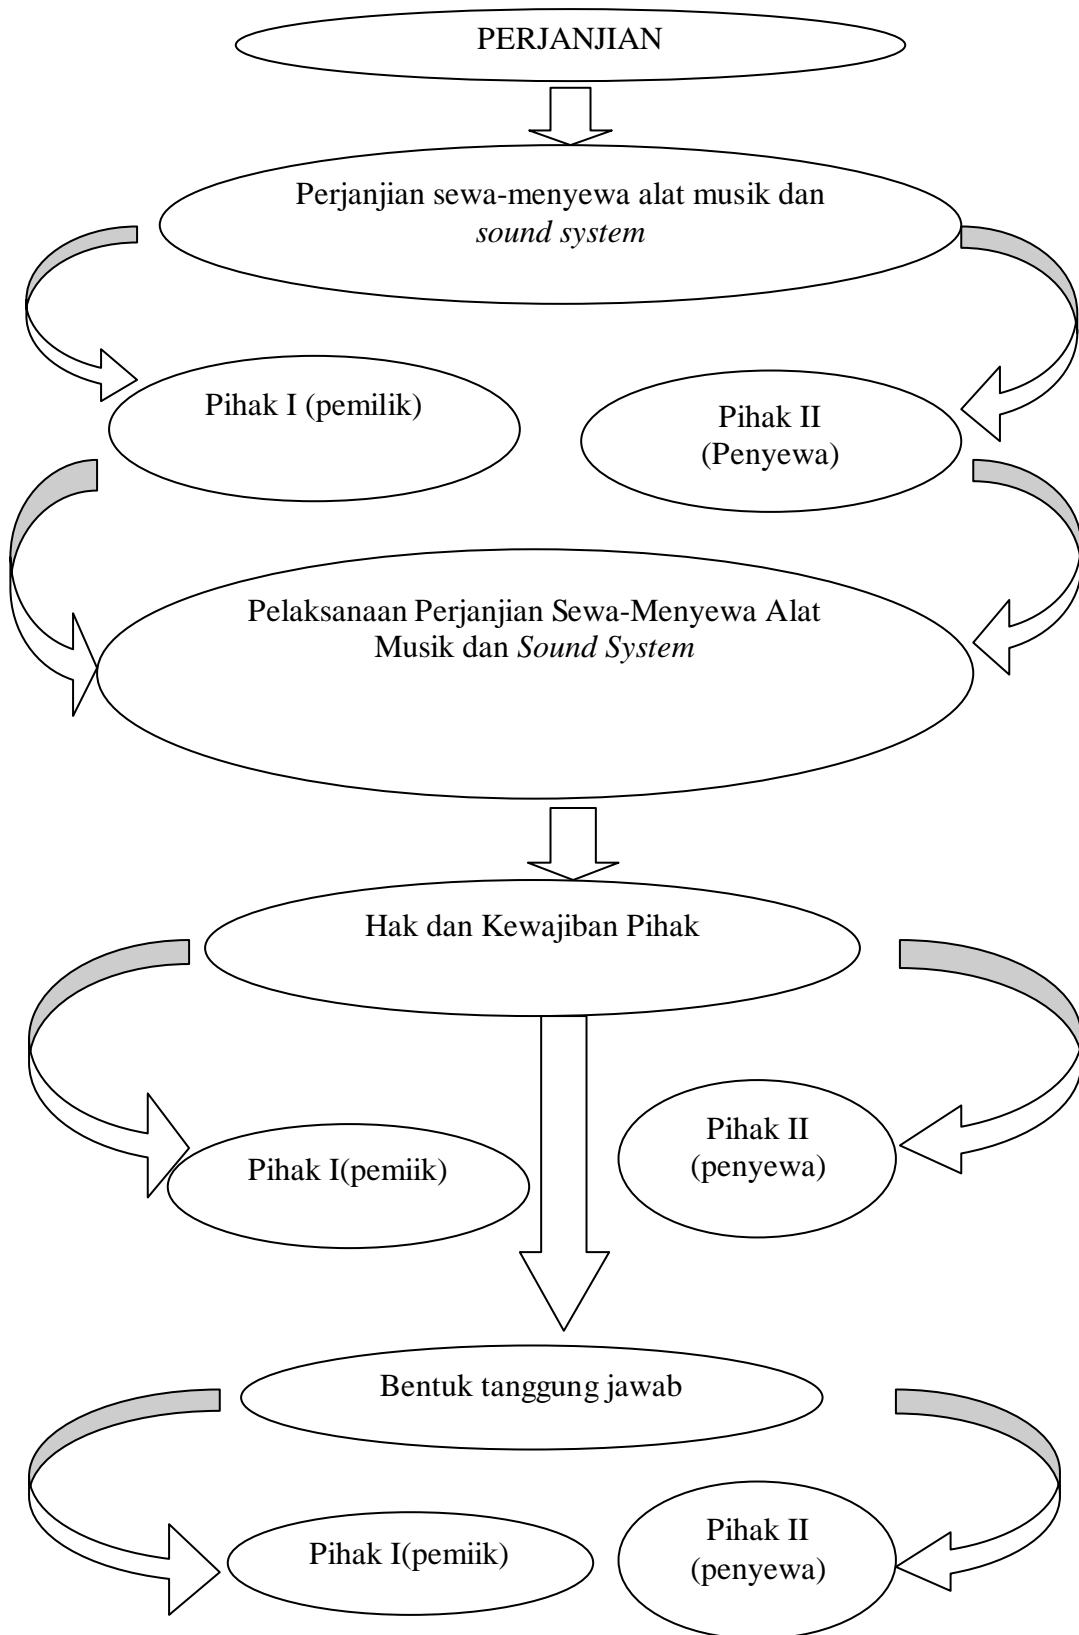 PERJANJIAN
Perjanjian sewa-menyewa alat musik dan
sound system
Pihak I (pemilik)
Pihak II
(Penyewa)
Pelaksanaan Perjanjian Sewa-Menyewa Alat
Musik dan Sound System
Hak dan Kewajiban Pihak
Pihak I(pemiik)
Pihak II
(penyewa)
Bentuk tanggung jawab
Pihak I(pemiik)
Pihak II
(penyewa)